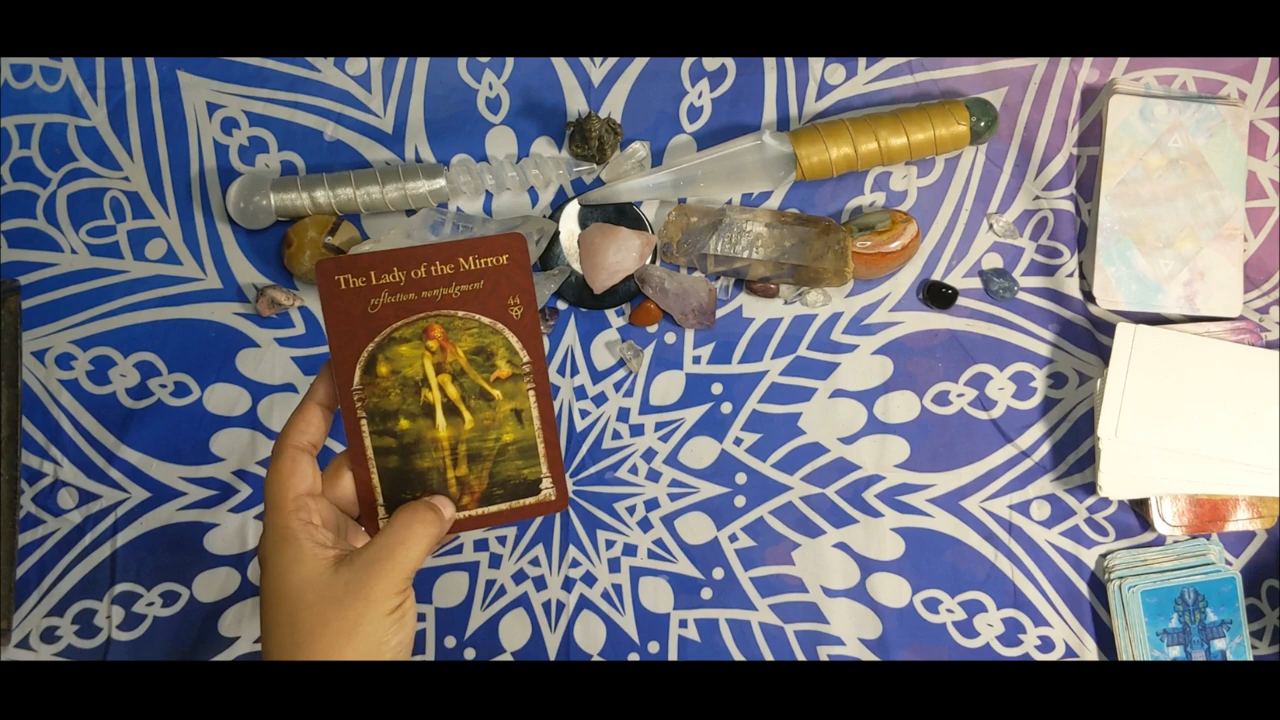 The Lady of the Mirror
reflection, nonjudgment
44